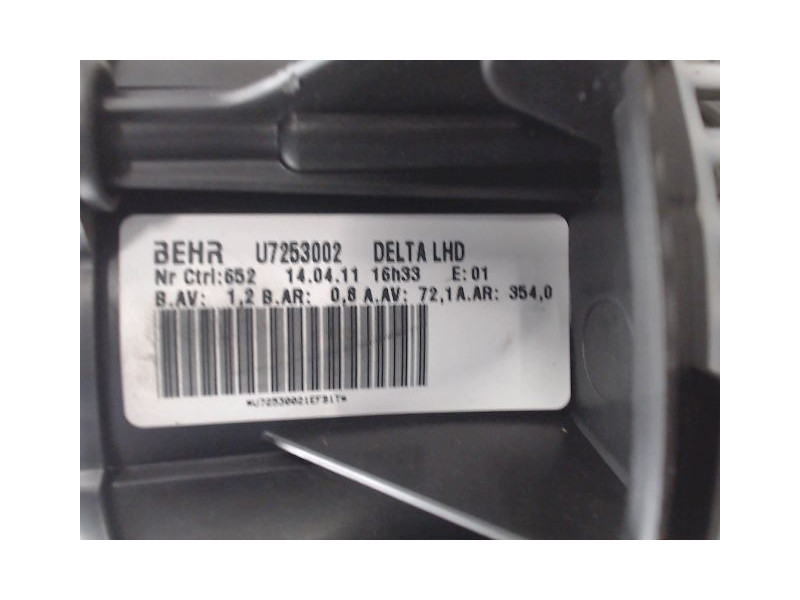 BEHR U7253002 DELTA LHD
Nr Ctrl:652 14.04.11 16h33 E:01
B.AV: 1,2 B.AR: 0,8 A.AV: 72,1 A.AR: 354,0